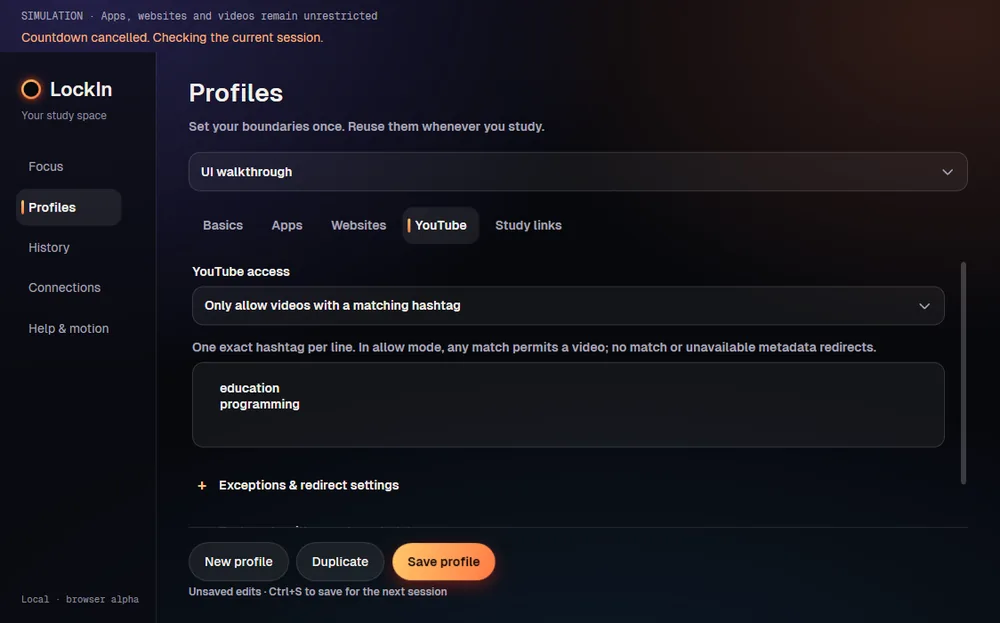 SIMULATION · Apps, websites and videos remain unrestricted
Countdown cancelled. Checking the current session.
LockIn
Your study space
Focus
Profiles
History
Connections
Help & motion
Local · browser alpha
Profiles
Set your boundaries once. Reuse them whenever you study.
UI walkthrough
Basics Apps Websites YouTube Study links
YouTube access
Only allow videos with a matching hashtag
One exact hashtag per line. In allow mode, any match permits a video; no match or unavailable metadata redirects.
education
programming
+ Exceptions & redirect settings
New profile Duplicate Save profile
Unsaved edits · Ctrl+S to save for the next session